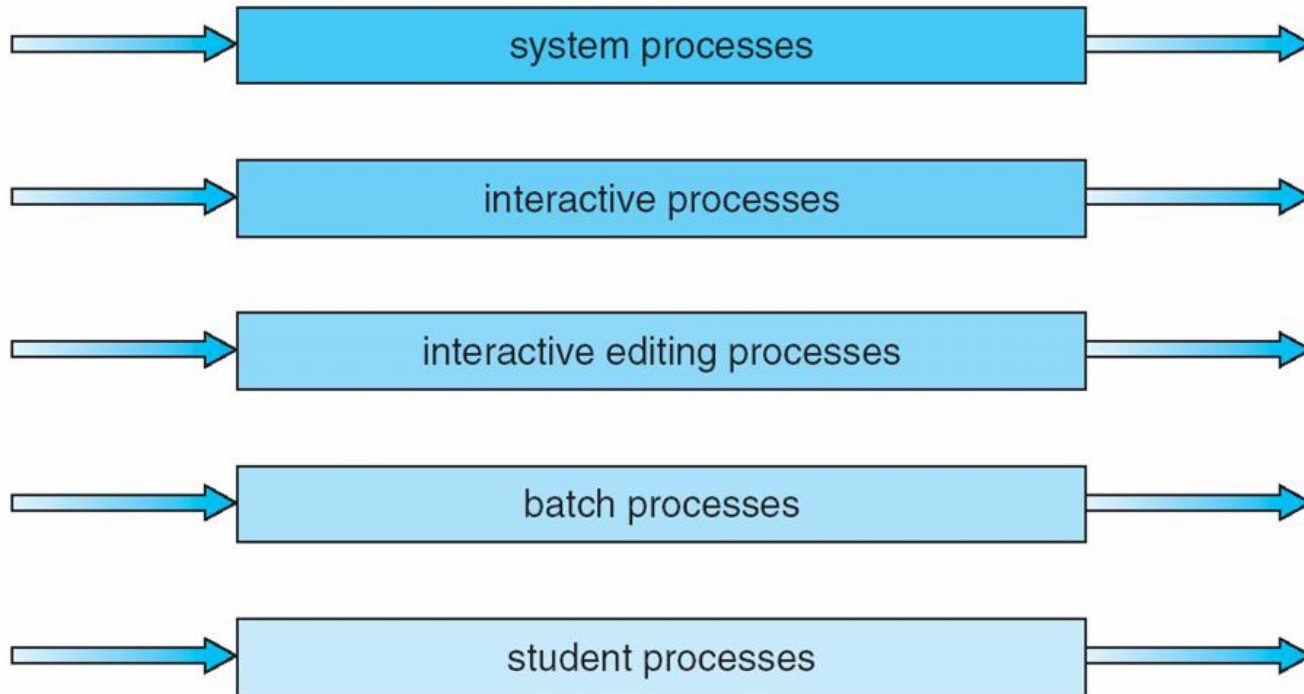 system processes
interactive processes
interactive editing processes
batch processes
student processes